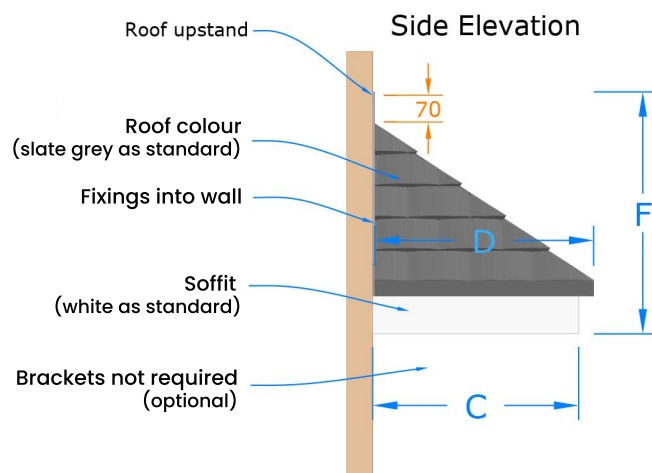 Side Elevation
Roof upstand
70
Roof colour
(slate grey as standard)
Fixings into wall
F
D
Soffit
(white as standard)
Brackets not required
(optional)
C